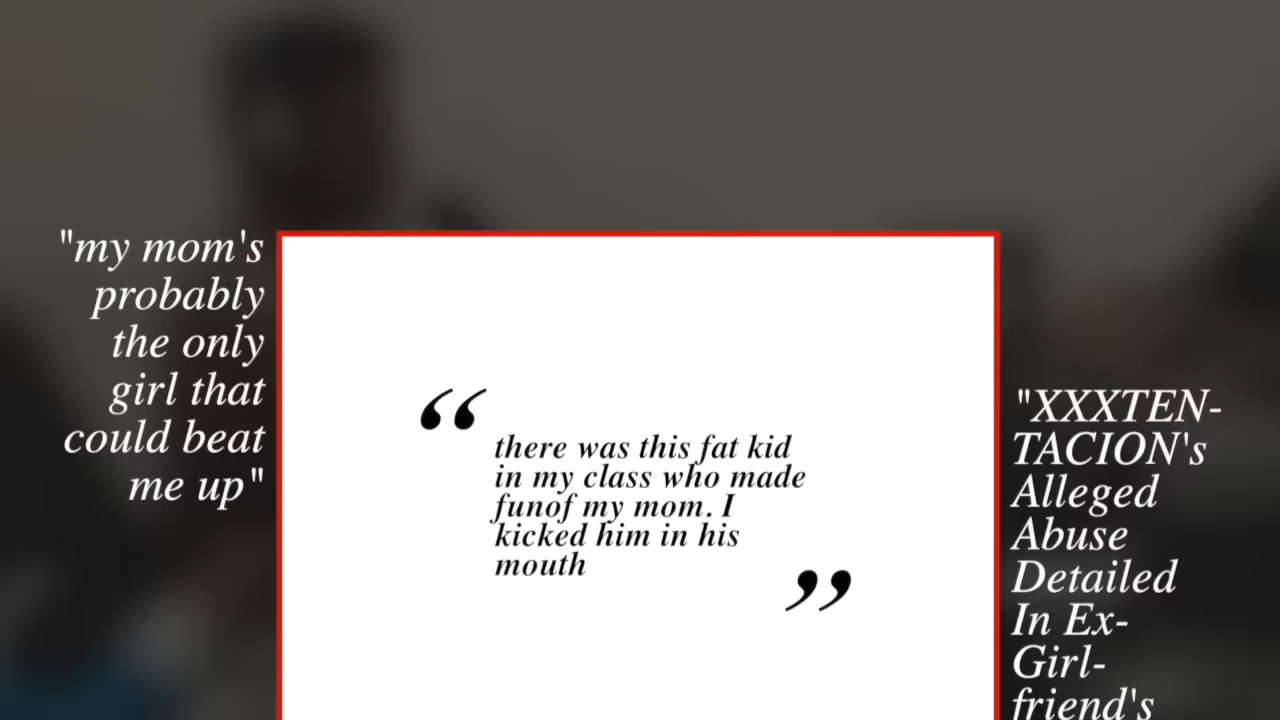 "my mom's
probably
the only
girl that
could beat
me up"
“
there was this fat kid
in my class who made
funof my mom. I
kicked him in his
mouth
”
"XXXTEN-
TACION's
Alleged
Abuse
Detailed
In Ex-
Girl-
friend's